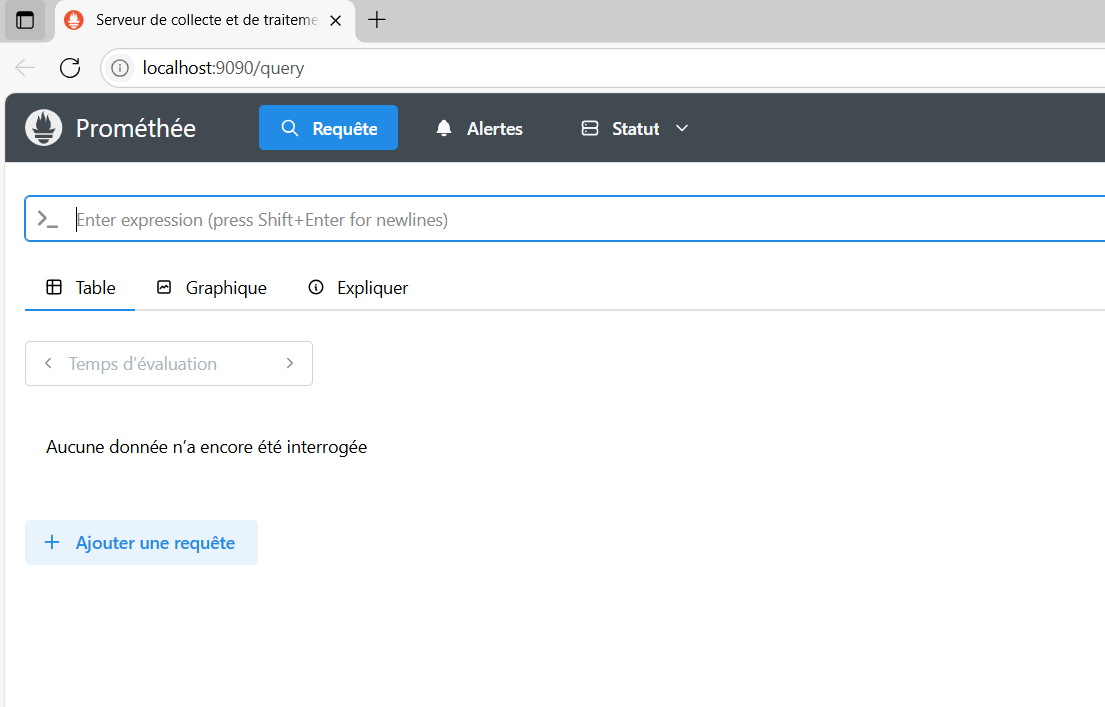 Serveur de collecte et de traiteme
localhost:9090/query
Prométhée
Requête
Alertes
Statut
Enter expression (press Shift+Enter for newlines)
Table
Graphique
Expliquer
Temps d’évaluation
Aucune donnée n’a encore été interrogée
Ajouter une requête